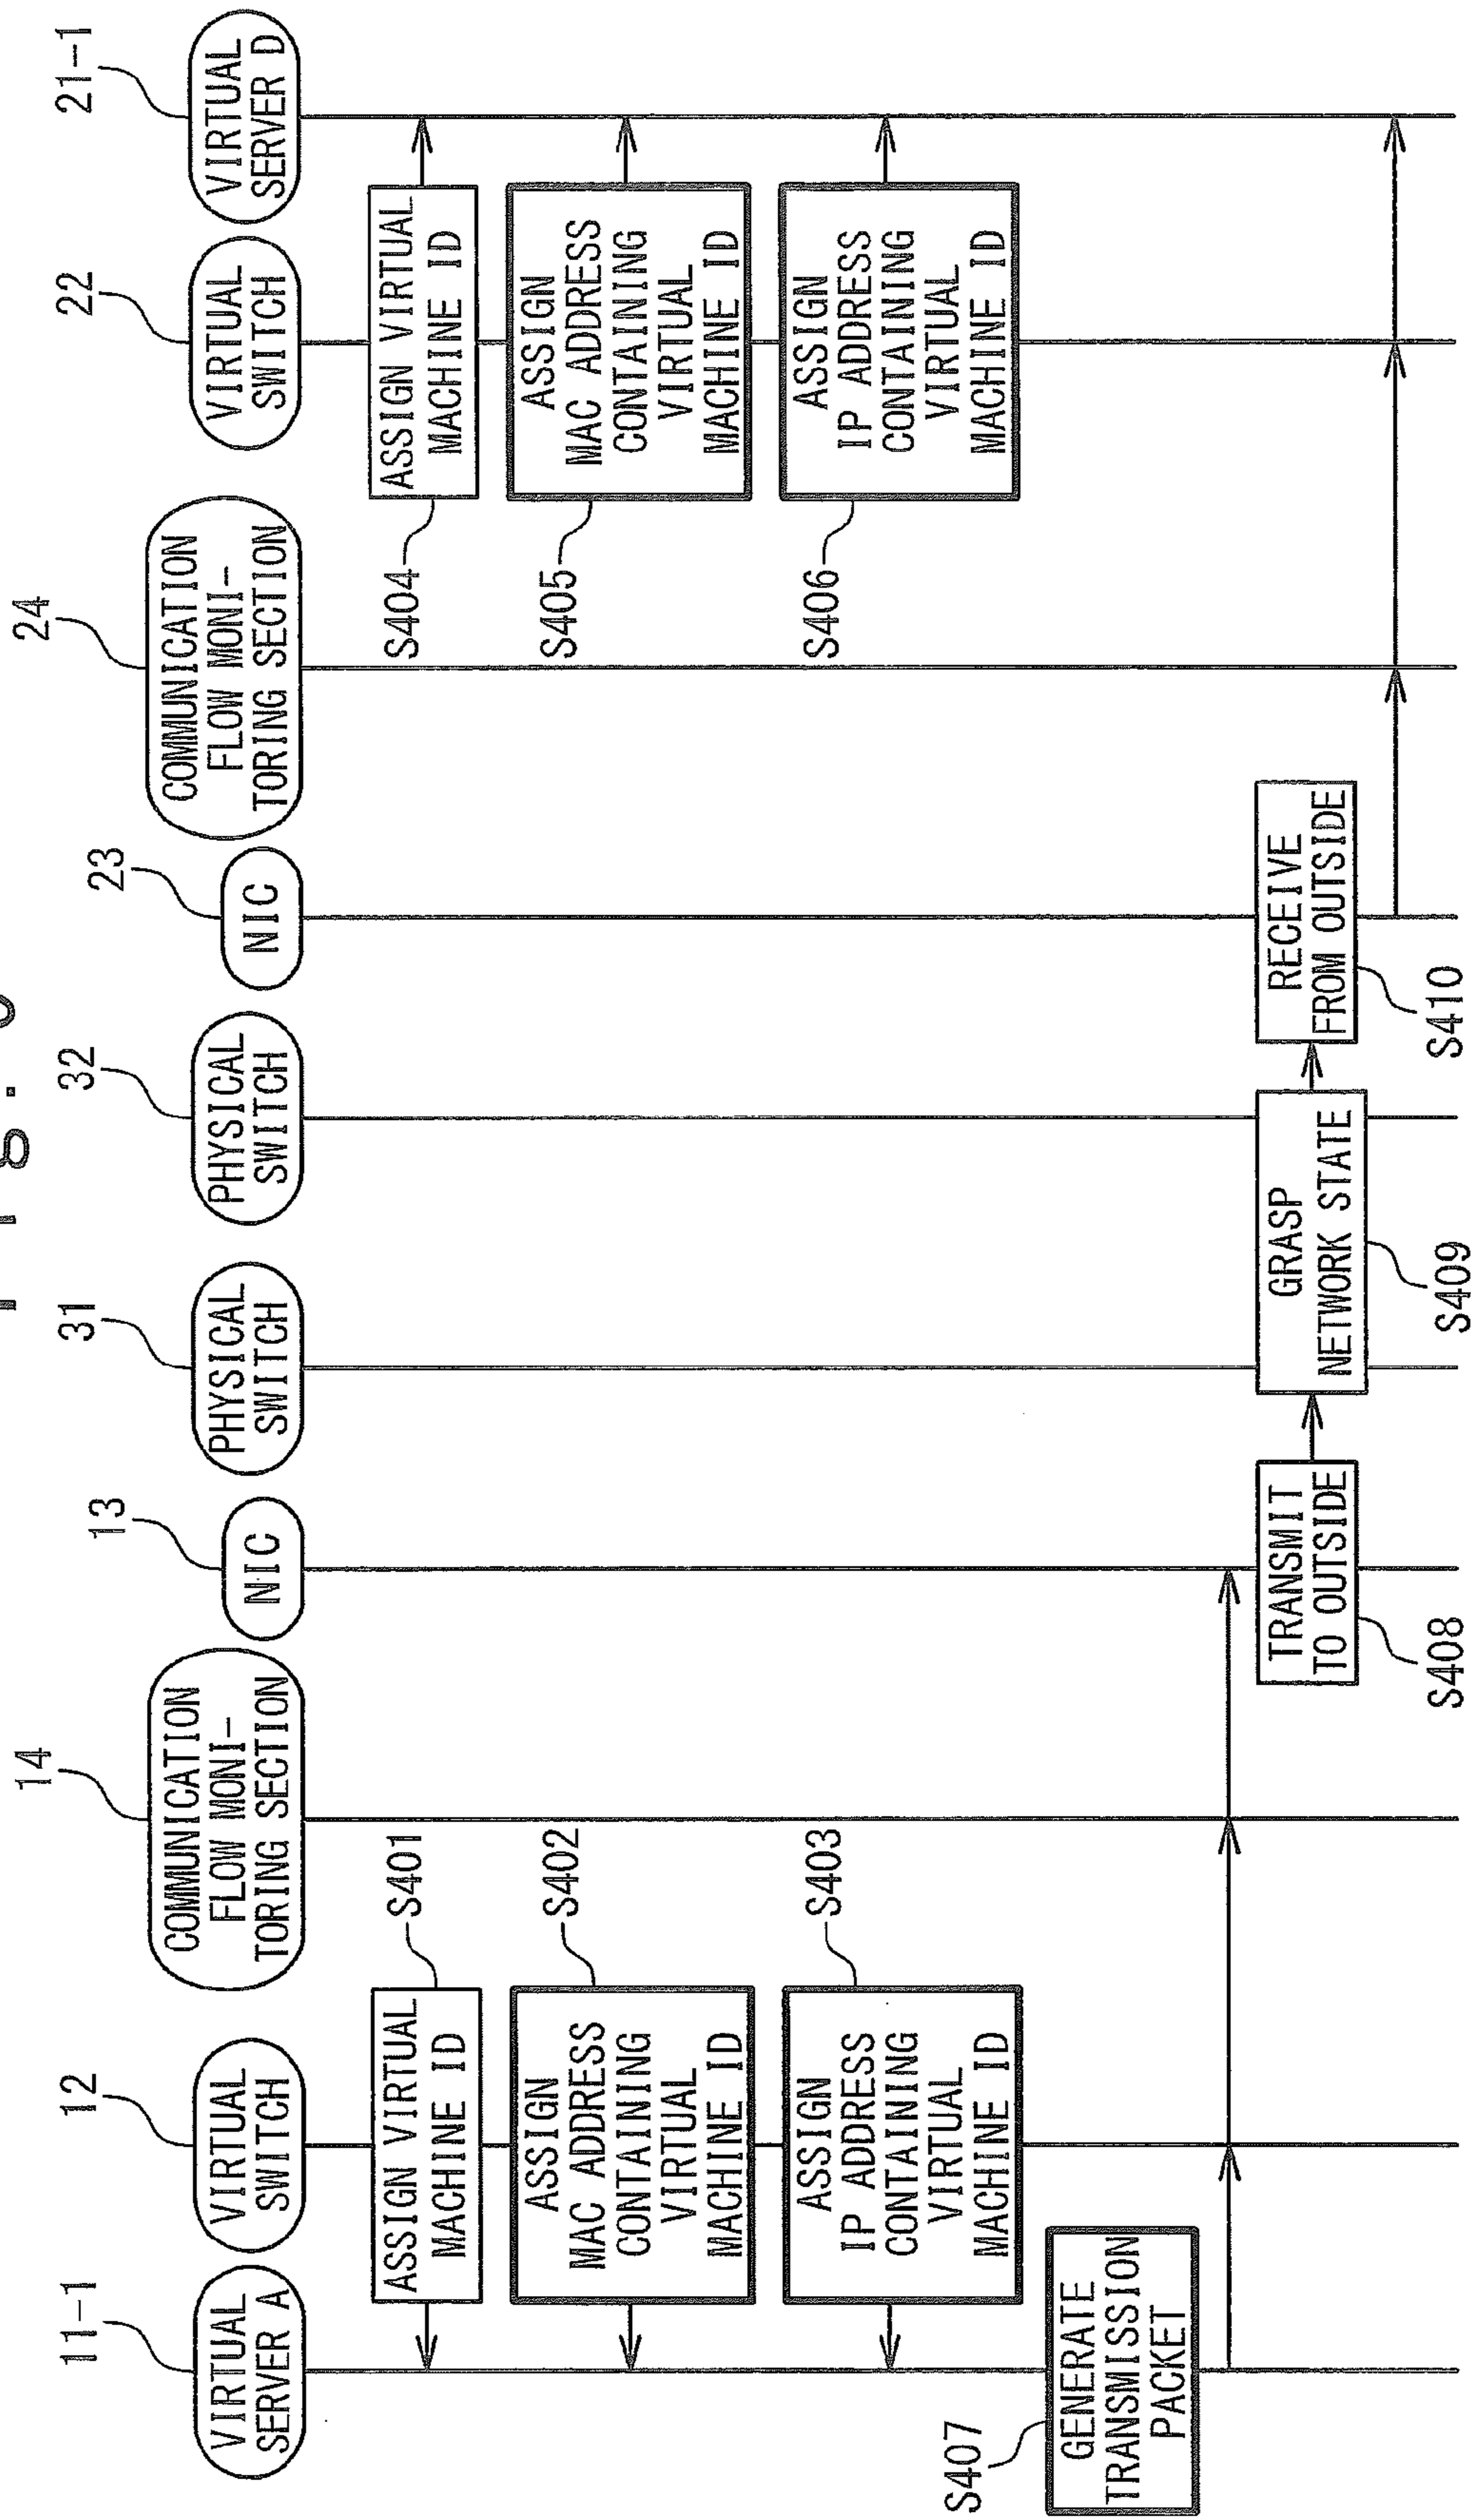 11-1
VIRTUAL
SERVER A
12
VIRTUAL
SWITCH
14
COMMUNICATION
FLOW MONI-
TORING SECTION
13
NIC
31
PHYSICAL
SWITCH
32
PHYSICAL
SWITCH
23
NIC
24
COMMUNICATION
FLOW MONI-
TORING SECTION
22
VIRTUAL
SWITCH
21-1
VIRTUAL
SERVER D
ASSIGN VIRTUAL
MACHINE ID
S401
S404
ASSIGN VIRTUAL
MACHINE ID
ASSIGN
MAC ADDRESS
CONTAINING
VIRTUAL
MACHINE ID
S402
S405
ASSIGN
MAC ADDRESS
CONTAINING
VIRTUAL
MACHINE ID
ASSIGN
IP ADDRESS
CONTAINING
VIRTUAL
MACHINE ID
S403
S406
ASSIGN
IP ADDRESS
CONTAINING
VIRTUAL
MACHINE ID
S407
GENERATE
TRANSMISSION
PACKET
TRANSMIT
TO OUTSIDE
S408
GRASP
NETWORK STATE
S409
RECEIVE
FROM OUTSIDE
S410